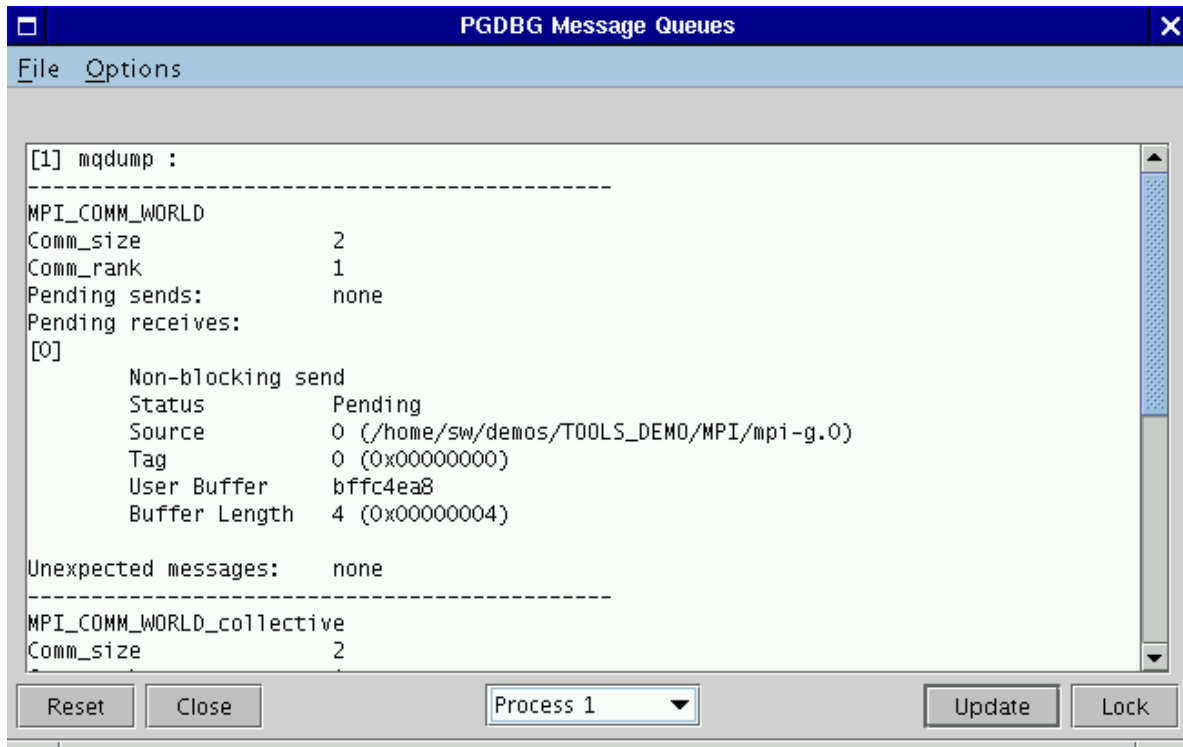 PGDBG Message Queues
File Options
[1] mqdump :
----------------------------------------------
MPI_COMM_WORLD
Comm_size 2
Comm_rank 1
Pending sends: none
Pending receives:
[0]
Non-blocking send
Status Pending
Source 0 (/home/sw/demos/TOOLS_DEMO/MPI/mpi-g.0)
Tag 0 (0x00000000)
User Buffer bffc4ea8
Buffer Length 4 (0x00000004)
Unexpected messages: none
----------------------------------------------
MPI_COMM_WORLD_collective
Comm_size 2
Reset Close Process 1 Update Lock